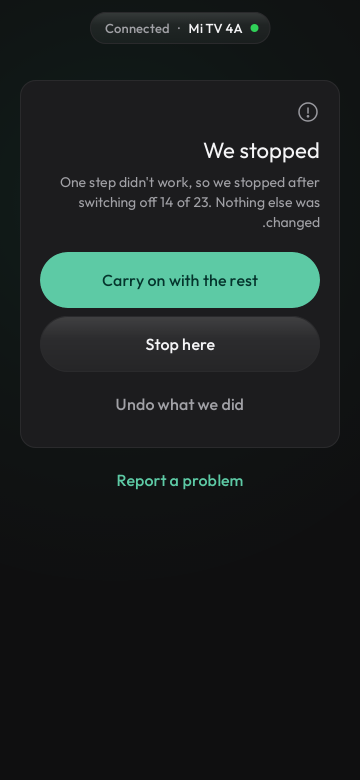 Connected · Mi TV 4A
We stopped
One step didn't work, so we stopped after
switching off 14 of 23. Nothing else was
.changed
Carry on with the rest
Stop here
Undo what we did
Report a problem